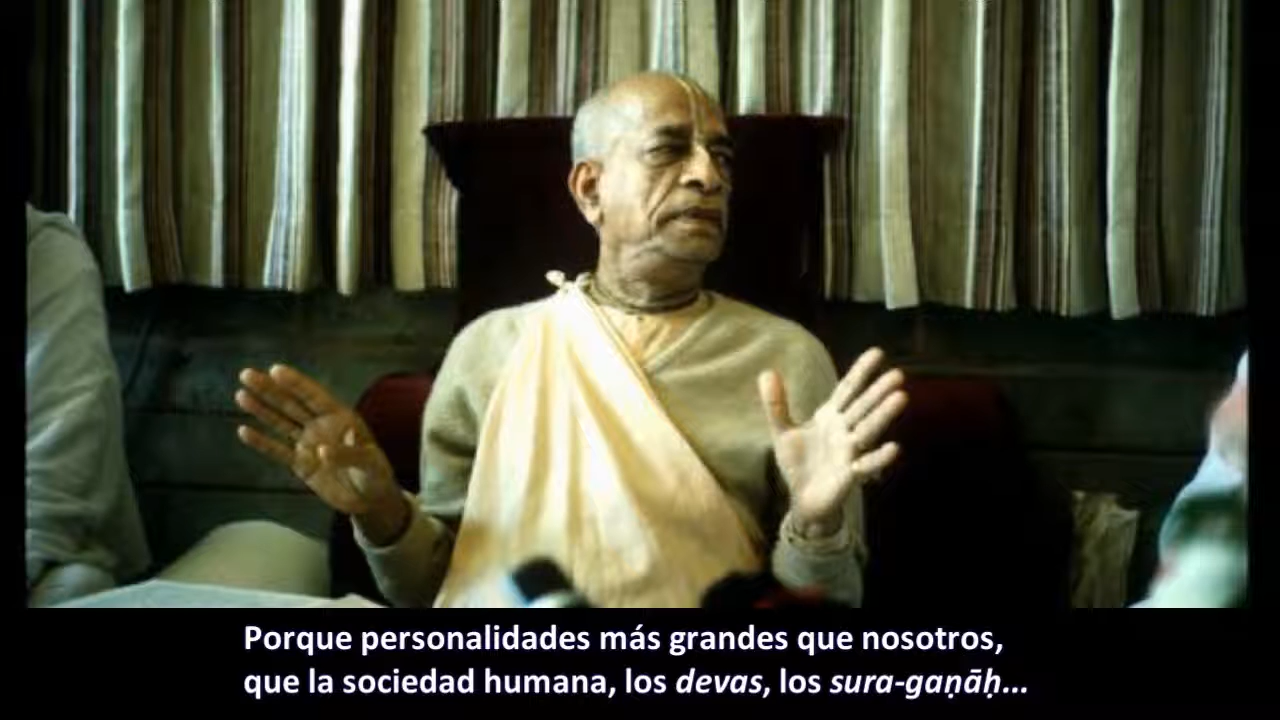 Porque personalidades más grandes que nosotros,
que la sociedad humana, los devas, los sura-gaṇāḥ...